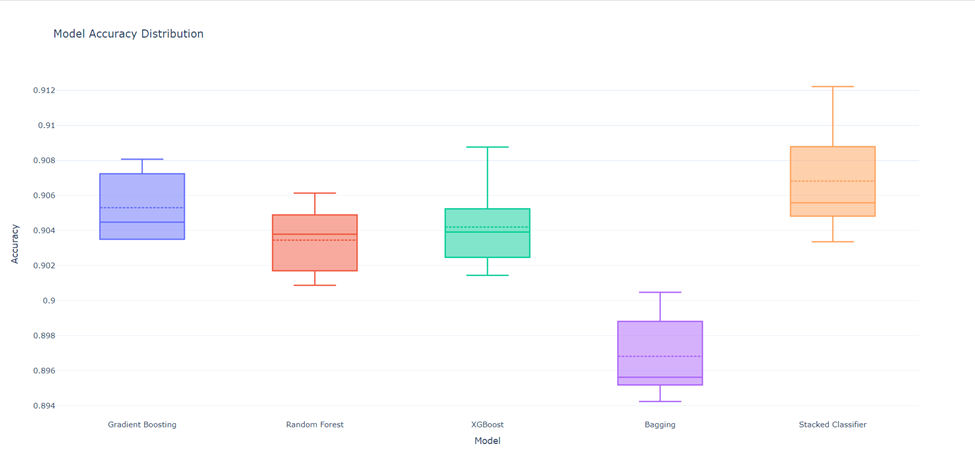 Model Accuracy Distribution
0.912
0.91
0.908
0.906
0.904
0.902
0.9
0.898
0.896
0.894
Accuracy
Gradient Boosting
Random Forest
XGBoost
Bagging
Stacked Classifier
Model